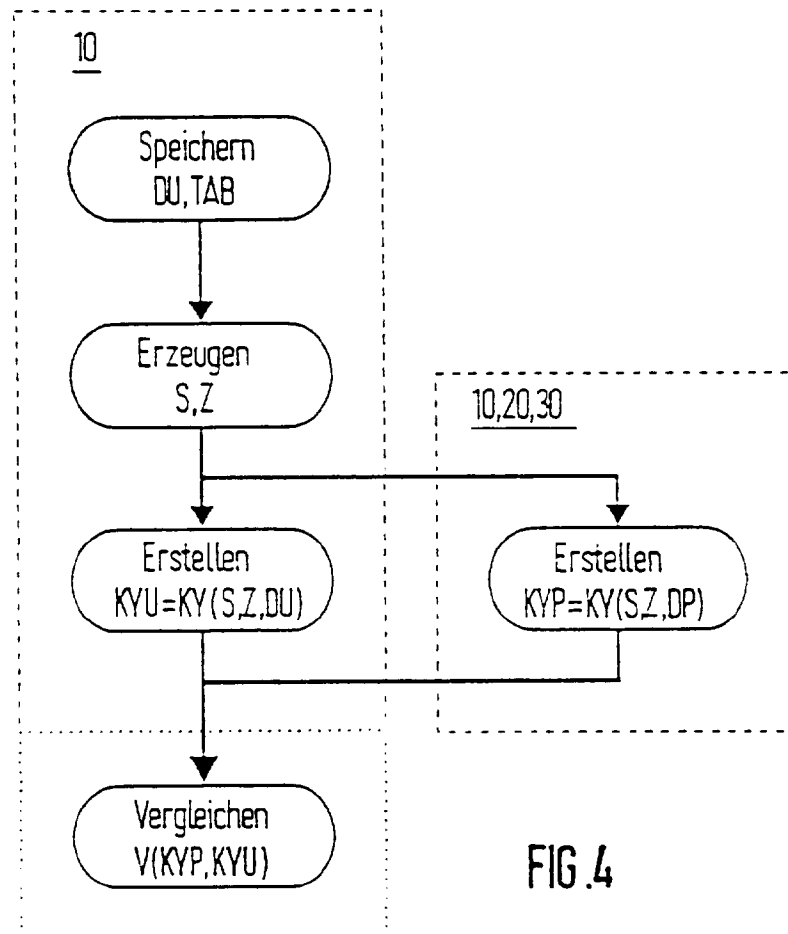 10
Speichern
DU,TAB
Erzeugen
S,Z
10,20,30
Erstellen
KYU=KY(S,Z,DU)
Erstellen
KYP=KY(S,Z,DP)
Vergleichen
V(KYP,KYU)
FIG.4